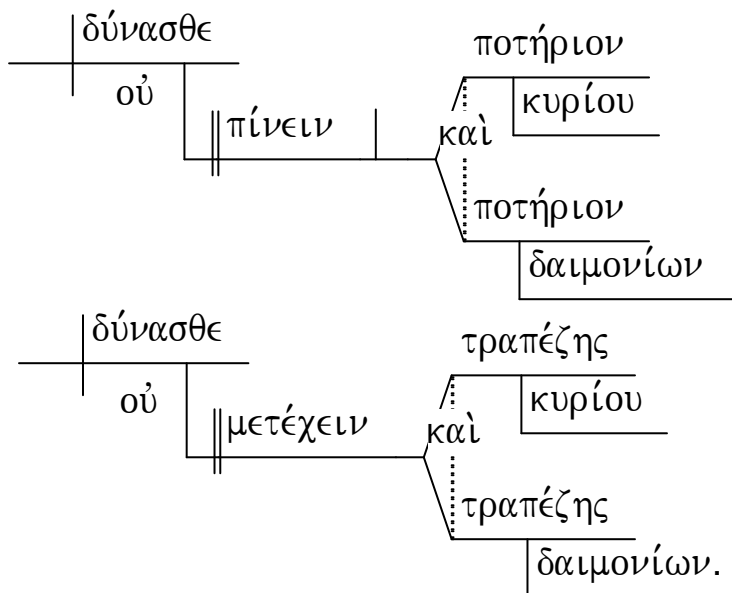 δύνασθε
οὐ
πίνειν
ποτήριον
κυρίου
καὶ
ποτήριον
δαιμονίων
δύνασθε
οὐ
μετέχειν
τραπέζης
κυρίου
καὶ
τραπέζης
δαιμονίων.